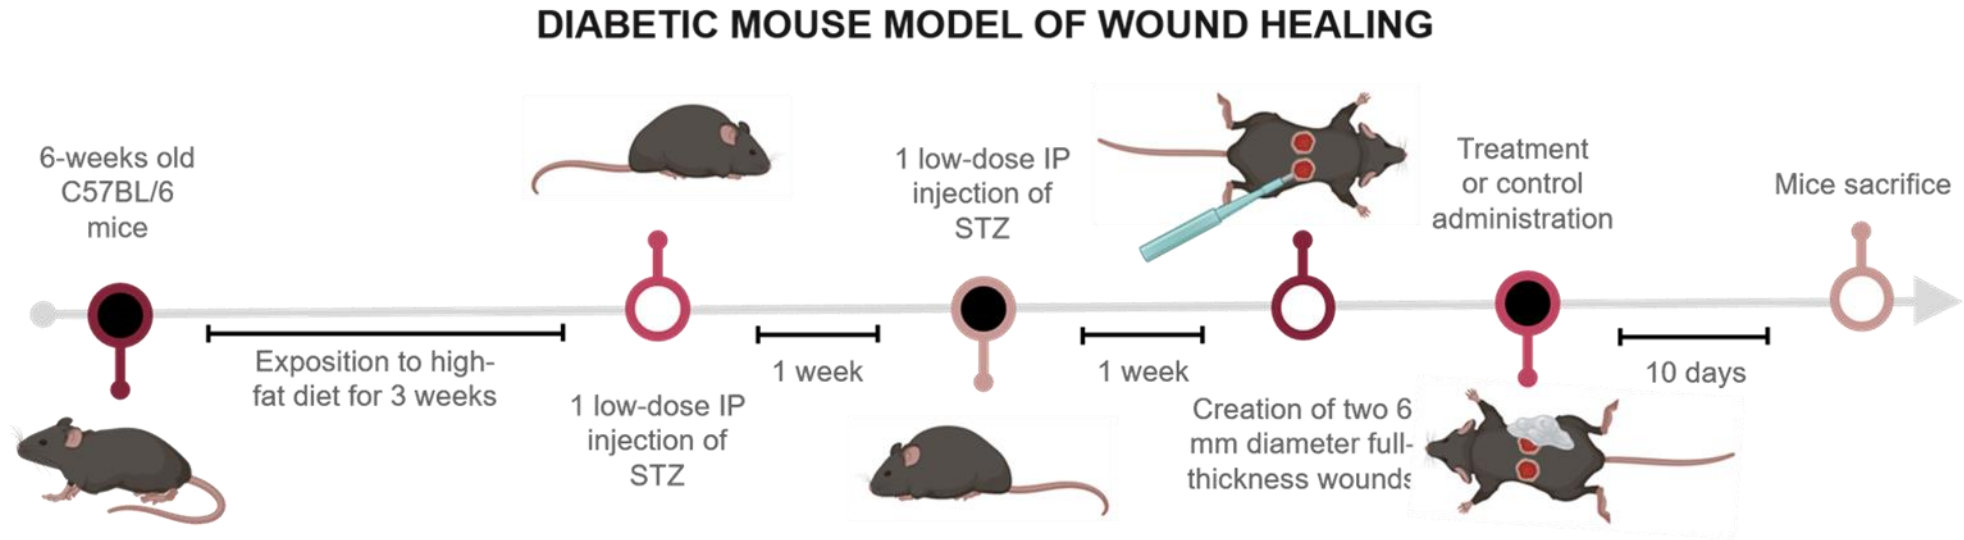 DIABETIC MOUSE MODEL OF WOUND HEALING
6-weeks old
C57BL/6
mice
Exposition to high-
fat diet for 3 weeks
1 low-dose IP
injection of
STZ
1 week
1 low-dose IP
injection of
STZ
1 week
Creation of two 6
mm diameter full-
thickness wounds
Treatment
or control
administration
10 days
Mice sacrifice